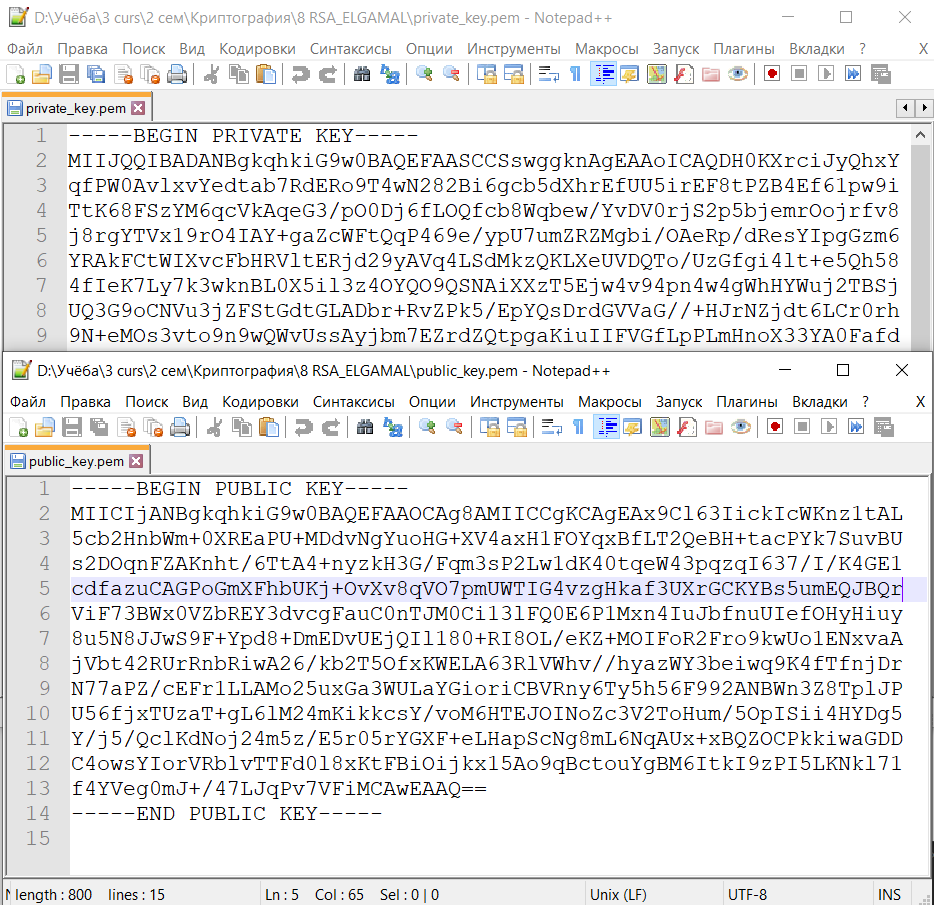 D:\Учёба\3 curs\2 сем\Криптография\8 RSA_ELGAMAL\private_key.pem - Notepad++
Файл Правка Поиск Вид Кодировки Синтаксисы Опции Инструменты Макросы Запуск Плагины Вкладки ? X
private_key.pem
1 -----BEGIN PRIVATE KEY-----
2 MIIJQQIBADANBgkqhkiG9w0BAQEFAASCCSswggknAgEAAoICAQDH0KXrciJyQhxY
3 qfPW0AvlxvYedtab7RdERo9T4wN282Bi6gcb5dXhrEfUU5irEF8tPZB4Ef61pw9i
4 TtK68FSzYM6qcVkAqeG3/pO0Dj6fLOQfcb8Wqbew/YvDV0rjS2p5bjemrOojrfv8
5 j8rgYTVx19rO4IAY+gaZcWFtQqP469e/ypU7umZRZMgbi/OAeRp/dResYIpgGzm6
6 YRAkFCtWIXvcFbHRVltERjd29yAVq4LSdMkzQKLXeUVDQTo/UzGfgi4lt+e5Qh58
7 4fIeK7Ly7k3wknBL0X5il3z4OYQO9QSNAiXXzT5Ejw4v94pn4w4gWhHYWuj2TBSj
8 UQ3G9oCNVu3jZFStGdtGLADbr+RvZPk5/EpYQsDrdGVVaG//+HJrNZjdt6LCr0rh
9 9N+eMOs3vto9n9wQWvUssAyjbm7EZrdZQtpgaKiuIIFVGfLpPLmHnoX33YA0Fafd
D:\Учёба\3 curs\2 сем\Криптография\8 RSA_ELGAMAL\public_key.pem - Notepad++
Файл Правка Поиск Вид Кодировки Синтаксисы Опции Инструменты Макросы Запуск Плагины Вкладки ? X
public_key.pem
1 -----BEGIN PUBLIC KEY-----
2 MIICIjANBgkqhkiG9w0BAQEFAAOCAg8AMIICCgKCAgEAx9Cl63IickIcWKnz1tAL
3 5cb2HnbWm+0XREaPU+MDdvNgYuoHG+XV4axH1FOYqxBfLT2QeBH+tacPYk7SuvBU
4 s2DOqnFZAKnht/6TtA4+nyzkH3G/Fqm3sP2Lw1dK40tqeW43pqzqI637/I/K4GE1
5 cdfazuCAGPoGmXFhbUKj+OvXv8qVO7pmUWTIG4vzgHkaf3UXrGCKYBs5umEQJBQr
6 ViF73BWx0VZbREY3dvcgFauC0nTJM0Ci13lFQ0E6P1Mxn4IuJbfnuUIefOHyHiuy
7 8u5N8JJwS9F+Ypd8+DmEDvUEjQIl180+RI8OL/eKZ+MOIFoR2Fro9kwUo1ENxvaA
8 jVbt42RUrRnbRiwA26/kb2T5OfxKWELA63RlVWhv//hyazWY3beiwq9K4fTfnjDr
9 N77aPZ/cEFr1LLAMo25uxGa3WULaYGioriCBVRny6Ty5h56F992ANBWn3Z8TplJP
10 U56fjxTUzaT+gL6lM24mKikkcsY/voM6HTEJOINoZc3V2ToHum/5OpISii4HYDg5
11 Y/j5/QclKdNoj24m5z/E5r05rYGXF+eLHapScNg8mL6NqAUx+xBQZOCPkkiwaGDD
12 C4owsYIorVRblvTTFd0l8xKtFBiOijkx15Ao9qBctouYgBM6ItkI9zPI5LKNkl71
13 f4YVeg0mJ+/47LJqPv7VFiMCAwEAAQ==
14 -----END PUBLIC KEY-----
15
length : 800 lines : 15 Ln : 5 Col : 65 Sel : 0 | 0 Unix (LF) UTF-8 INS